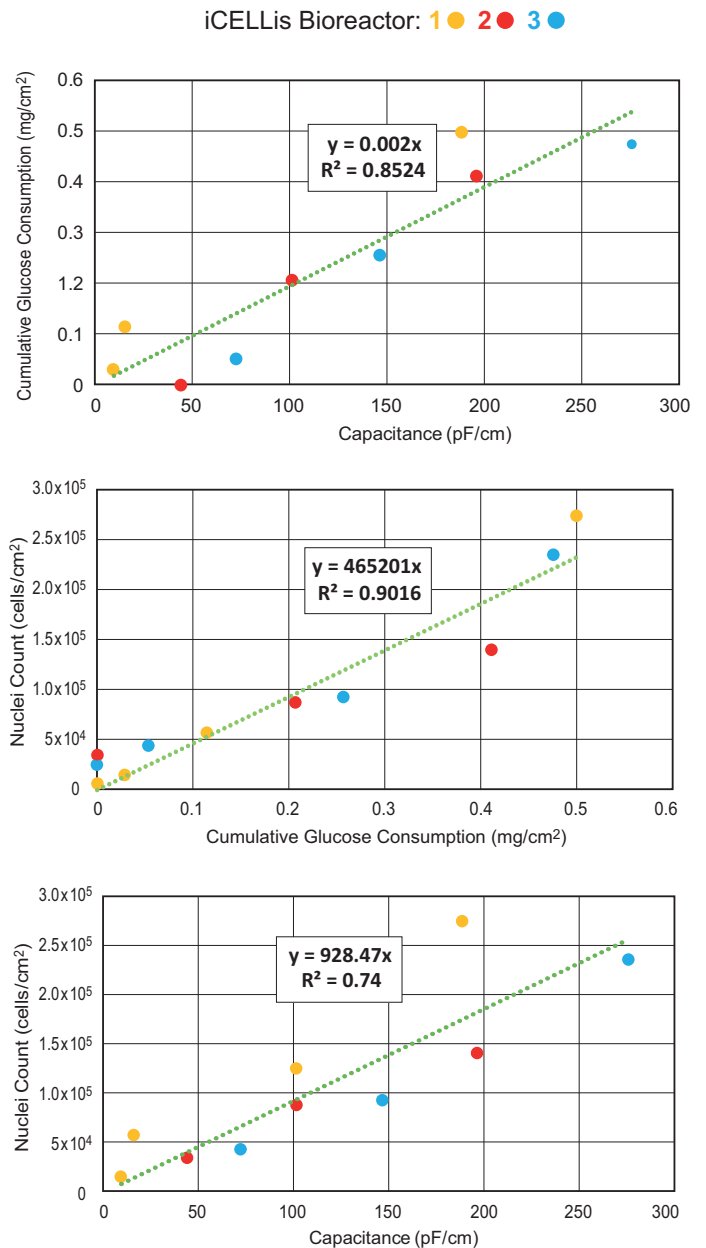 iCELLis Bioreactor: 1 2 3
Cumulative Glucose Consumption (mg/cm²)
0.6
0.5
0.4
0.3
1.2
0.1
0
y = 0.002x
R² = 0.8524
0 50 100 150 200 250 300
Capacitance (pF/cm)
Nuclei Count (cells/cm²)
3.0x10⁵
2.5x10⁵
2.0x10⁵
1.5x10⁵
1.0x10⁵
5x10⁴
0
y = 465201x
R² = 0.9016
0 0.1 0.2 0.3 0.4 0.5 0.6
Cumulative Glucose Consumption (mg/cm²)
Nuclei Count (cells/cm²)
3.0x10⁵
2.5x10⁵
2.0x10⁵
1.5x10⁵
1.0x10⁵
5x10⁴
0
y = 928.47x
R² = 0.74
0 50 100 150 200 250 300
Capacitance (pF/cm)